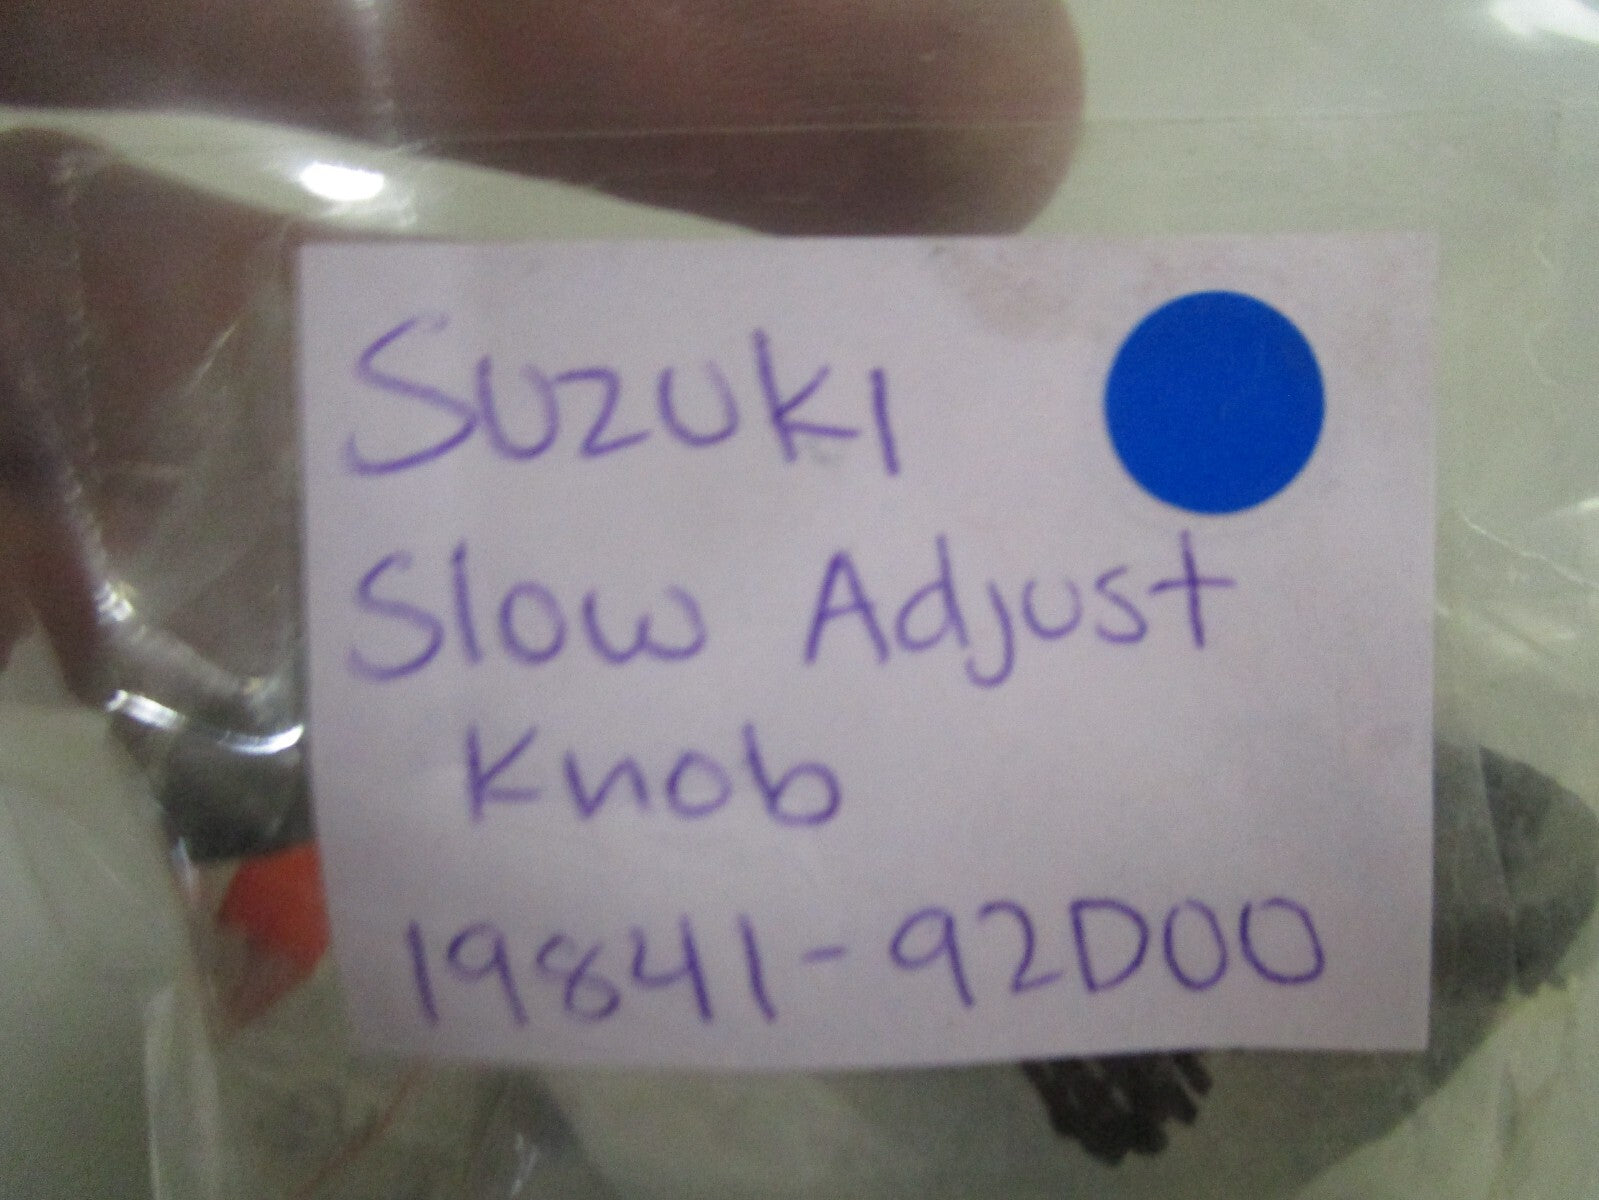 Suzuki
Slow Adjust
Knob
19841-92D00